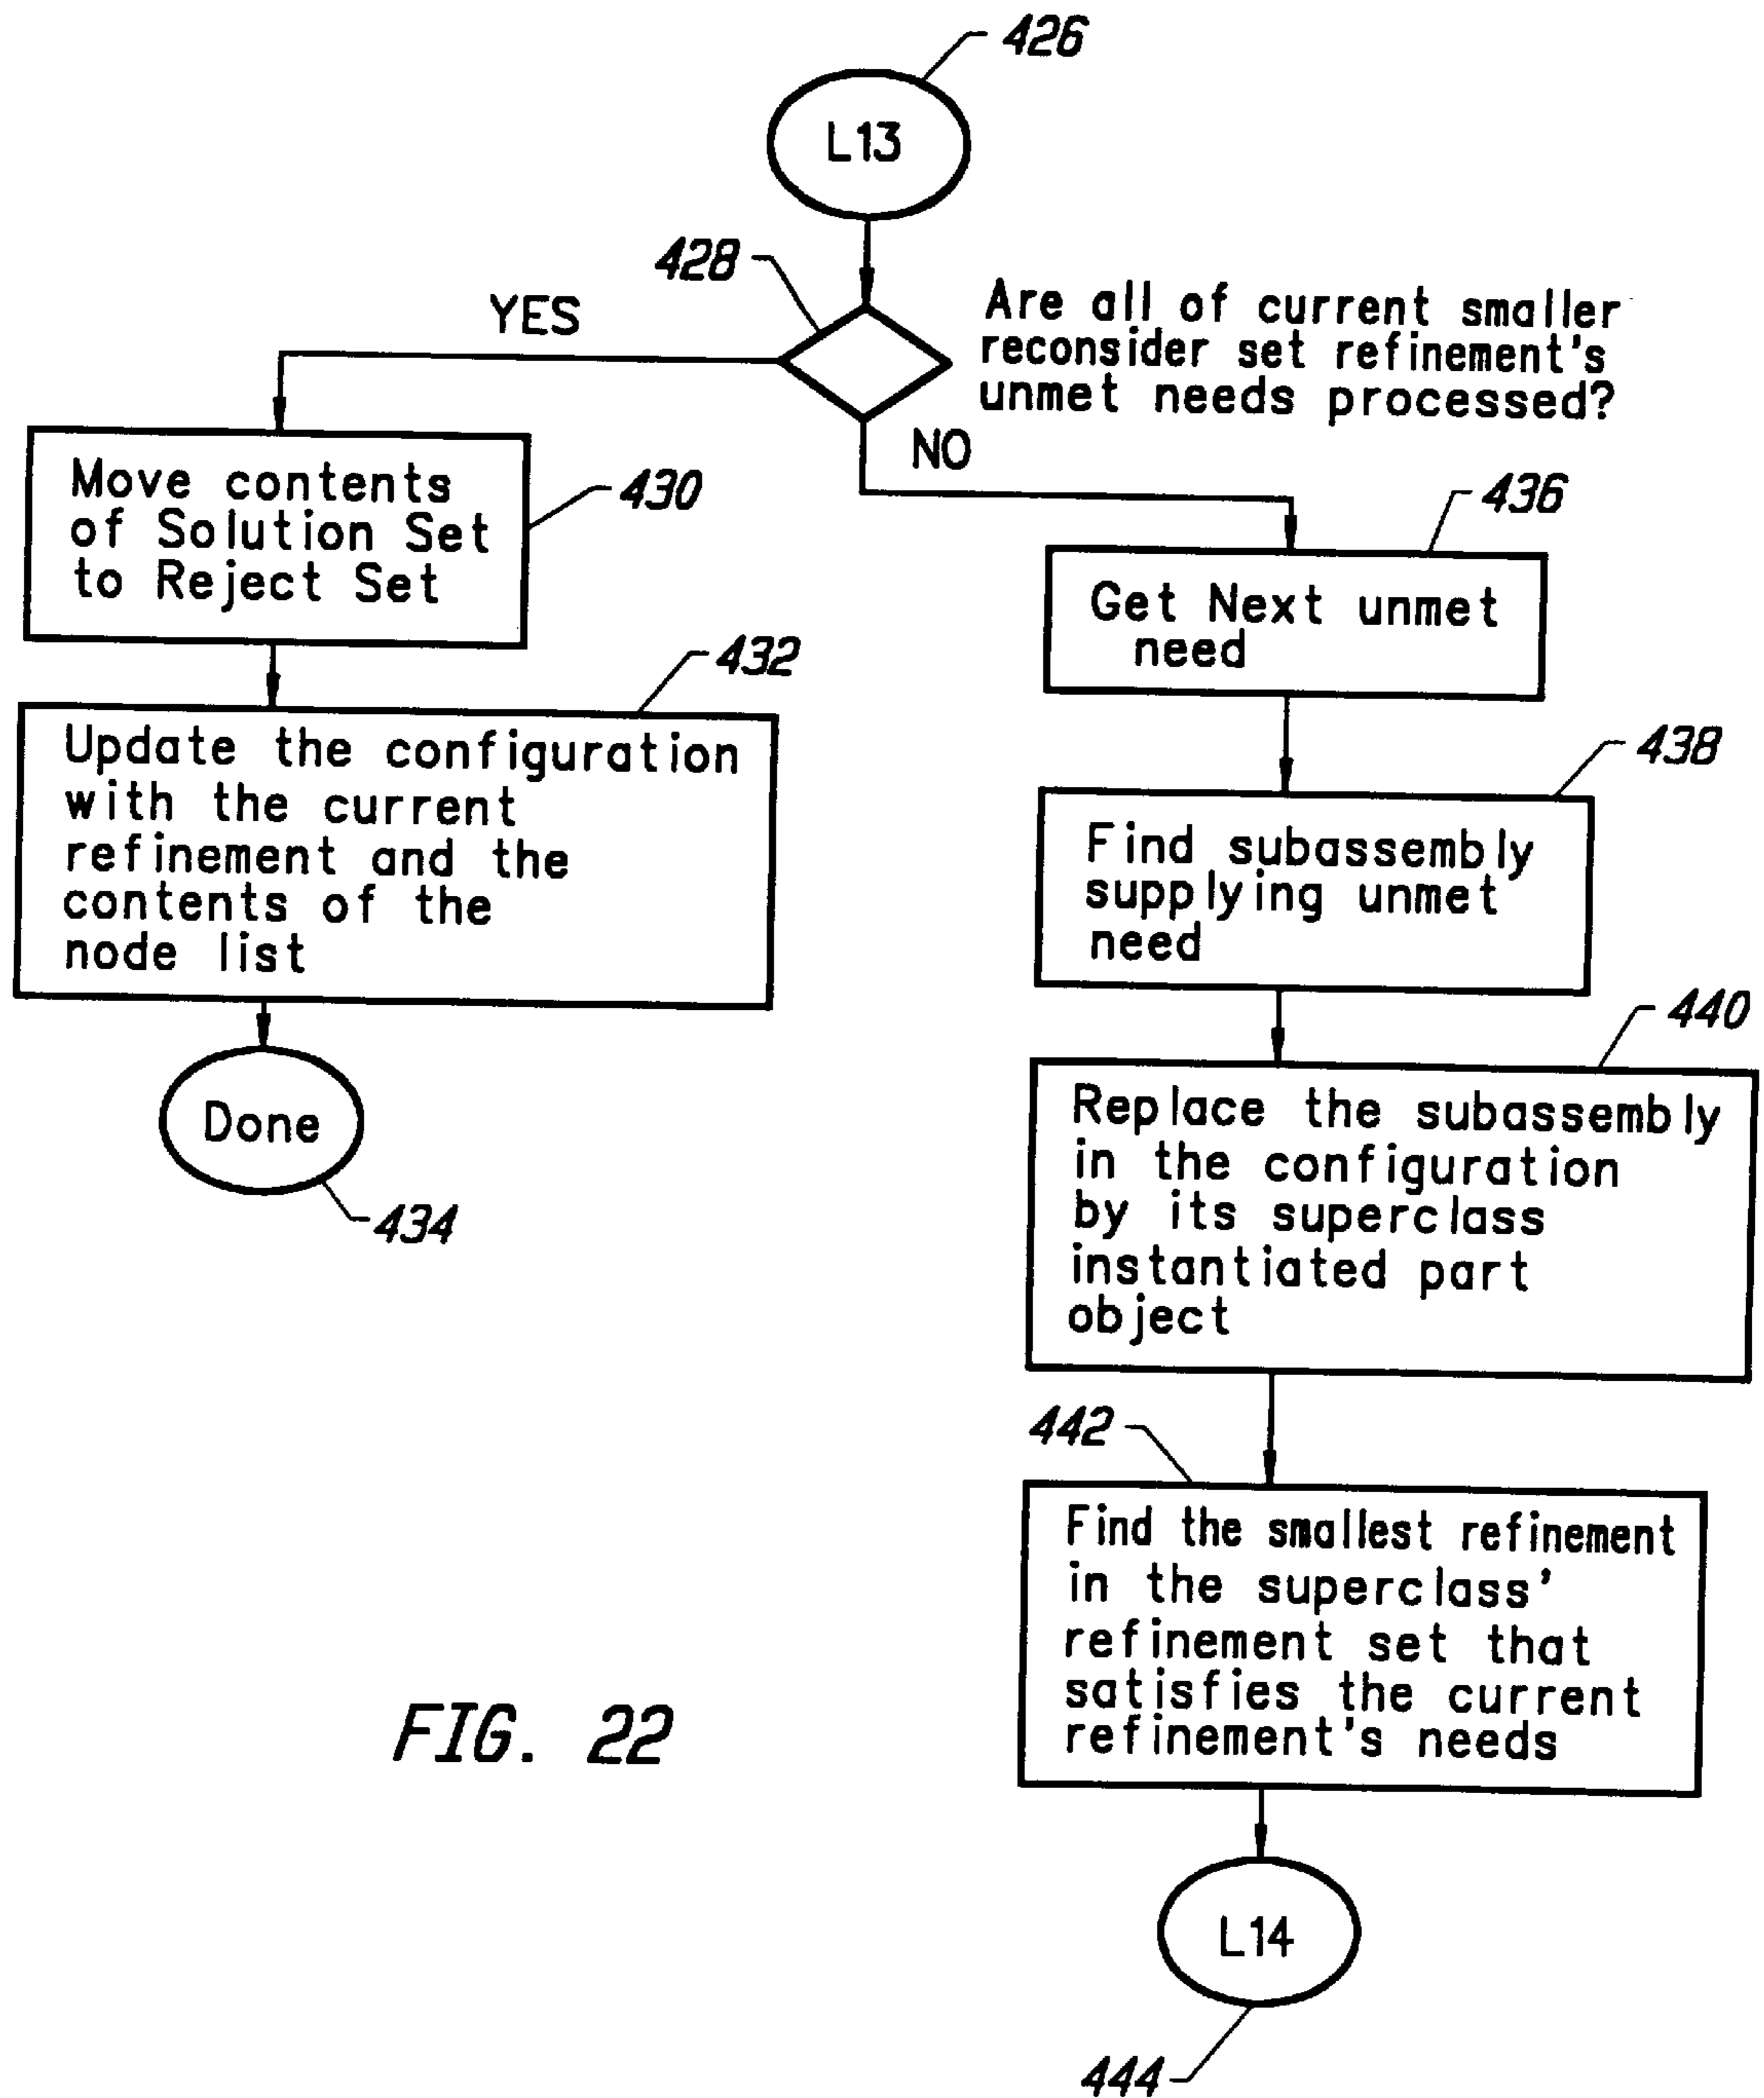 426
L13
428
YES
Are all of current smaller
reconsider set refinement's
unmet needs processed?
NO
Move contents
of Solution Set
to Reject Set
430
436
Get Next unmet
need
432
Update the configuration
with the current
refinement and the
contents of the
node list
438
Find subassembly
supplying unmet
need
Done
434
440
Replace the subassembly
in the configuration
by its superclass
instantiated part
object
442
Find the smallest refinement
in the superclass'
refinement set that
satisfies the current
refinement's needs
FIG. 22
L14
444